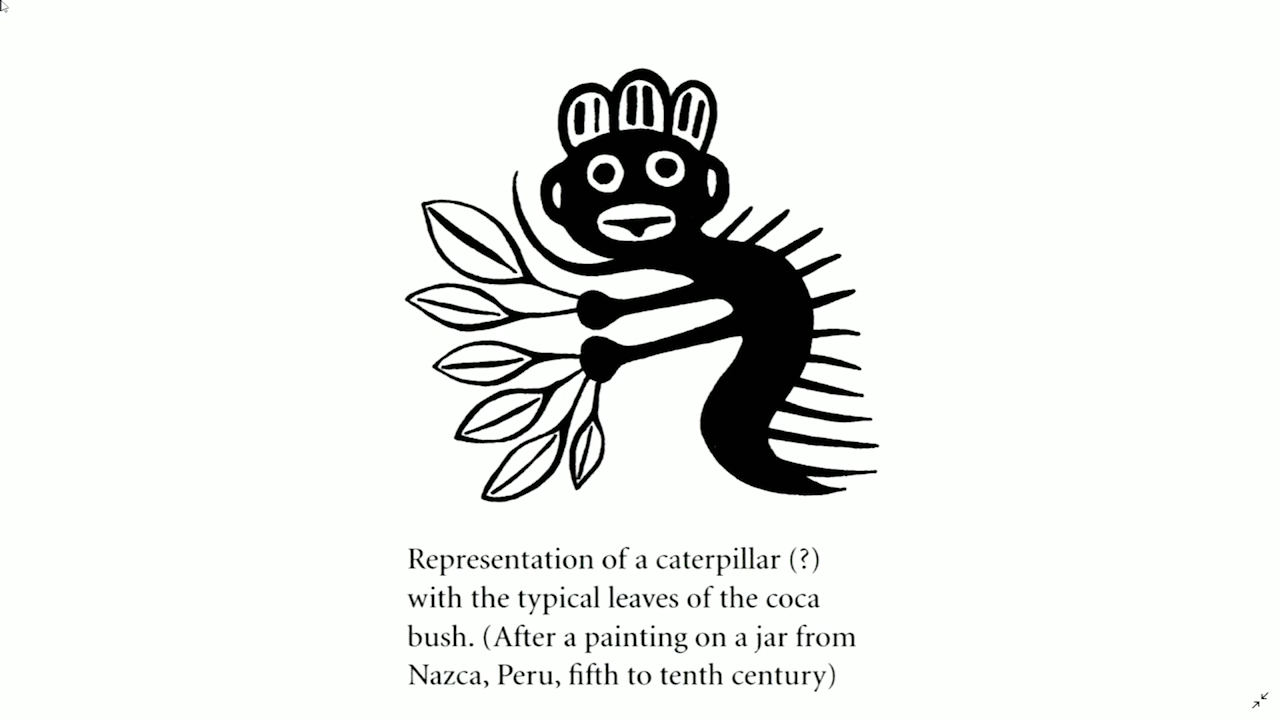 Representation of a caterpillar (?)
with the typical leaves of the coca
bush. (After a painting on a jar from
Nazca, Peru, fifth to tenth century)